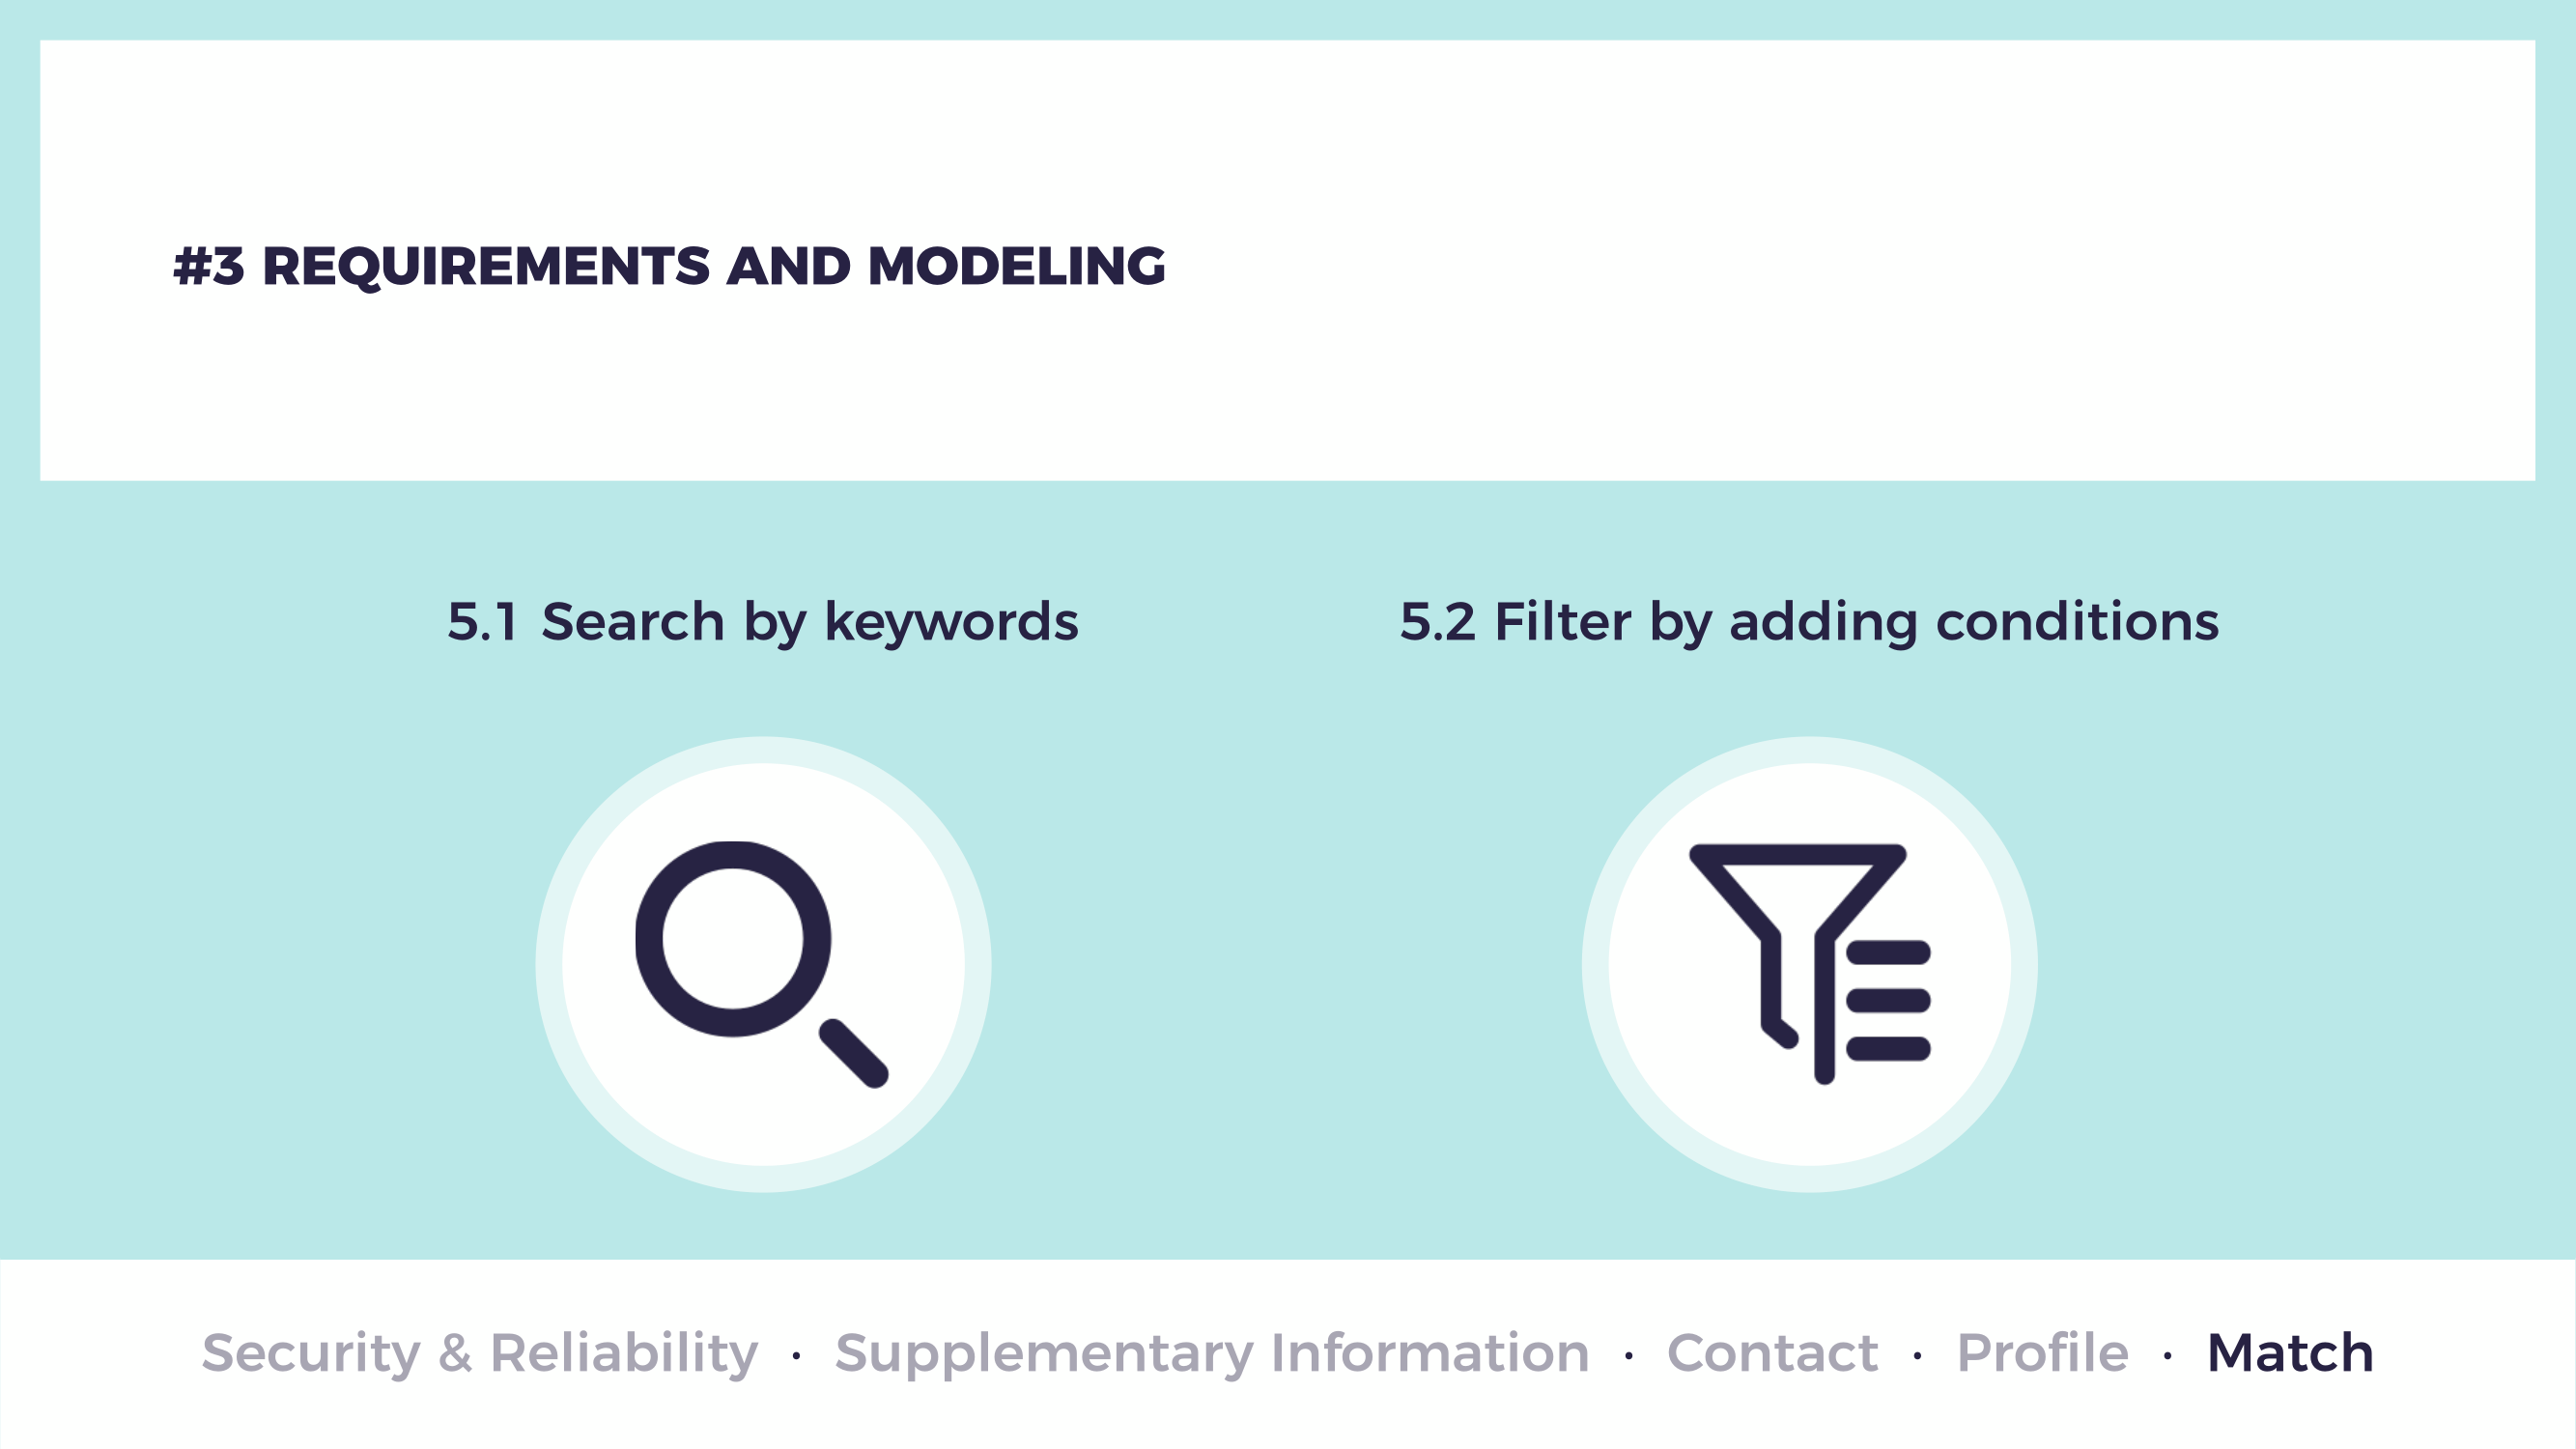 #3 REQUIREMENTS AND MODELING
5.1 Search by keywords
5.2 Filter by adding conditions
Security & Reliability · Supplementary Information · Contact · Profile · Match